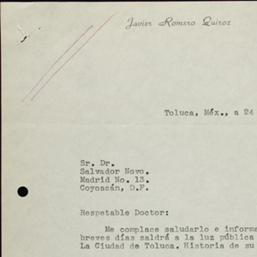 Javier Romero Quiroz
Toluca, Méx., a 24
Sr. Dr.
Salvador Novo.
Madrid No. 13.
Coyoacán, D.F.
Respetable Doctor:
Me complace saludarlo e informa
breves días saldrá a la luz pública
La Ciudad de Toluca. Historia de su